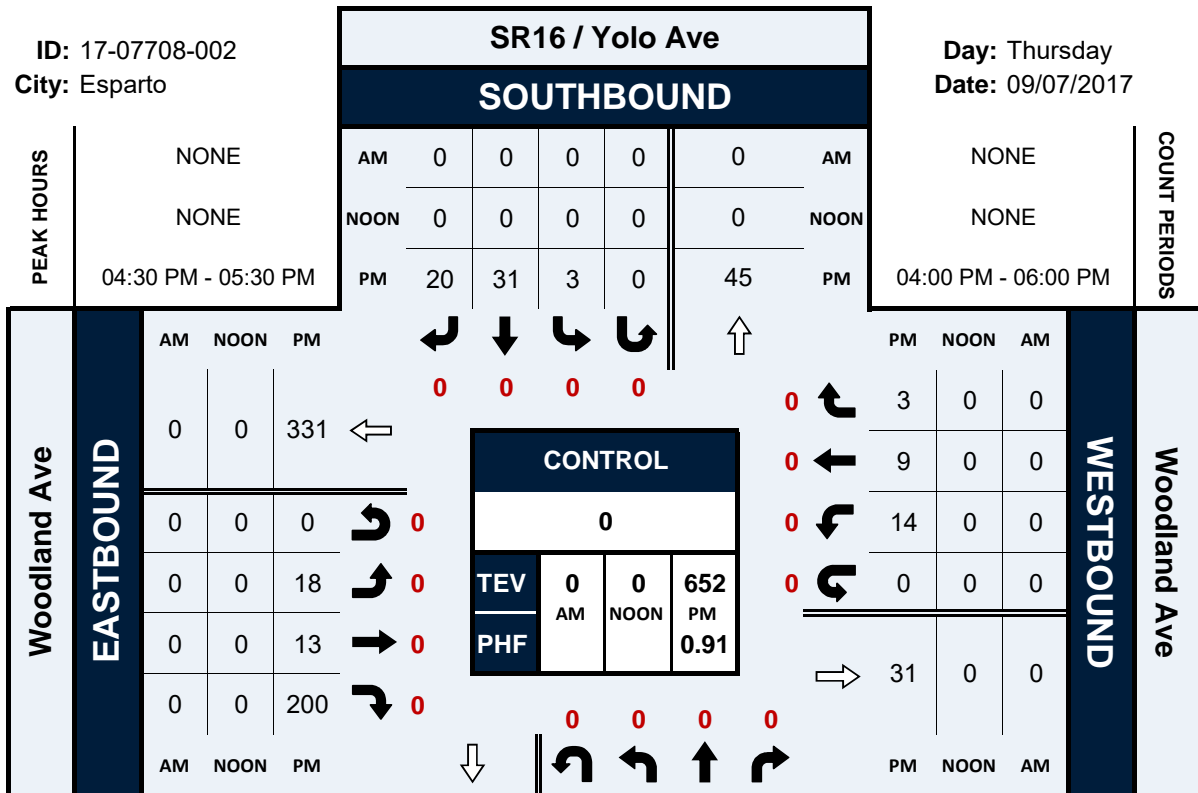 ID: 17-07708-002
City: Esparto
SR16 / Yolo Ave
SOUTHBOUND
Day: Thursday
Date: 09/07/2017
PEAK HOURS
NONE
NONE
04:30 PM - 05:30 PM
AM 0 0 0 0 0 AM
NOON 0 0 0 0 0 NOON
PM 20 31 3 0 45 PM
NONE
NONE
04:00 PM - 06:00 PM
COUNT PERIODS
0 0 0 0
Woodland Ave
EASTBOUND
AM NOON PM
0 0 331
0 0 0 0
0 0 18 0
0 0 13 0
0 0 200 0
AM NOON PM
CONTROL
0
TEV 0 0 652
AM NOON PM
PHF 0.91
PM NOON AM
0 3 0 0
0 9 0 0
0 14 0 0
0 0 0 0
31 0 0
PM NOON AM
WESTBOUND
Woodland Ave
0 0 0 0